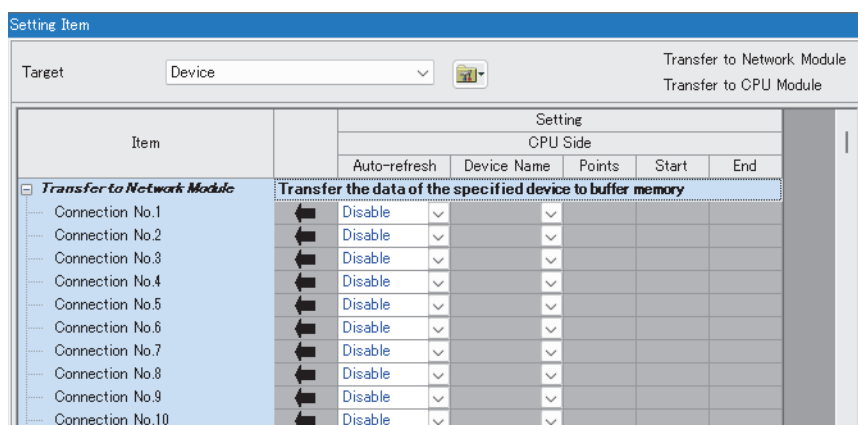 Setting Item
Target Device Transfer to Network Module
Transfer to CPU Module
Setting
Item CPU Side
Auto-refresh Device Name Points Start End
Transfer to Network Module Transfer the data of the specified device to buffer memory
Connection No.1 Disable
Connection No.2 Disable
Connection No.3 Disable
Connection No.4 Disable
Connection No.5 Disable
Connection No.6 Disable
Connection No.7 Disable
Connection No.8 Disable
Connection No.9 Disable
Connection No.10 Disable